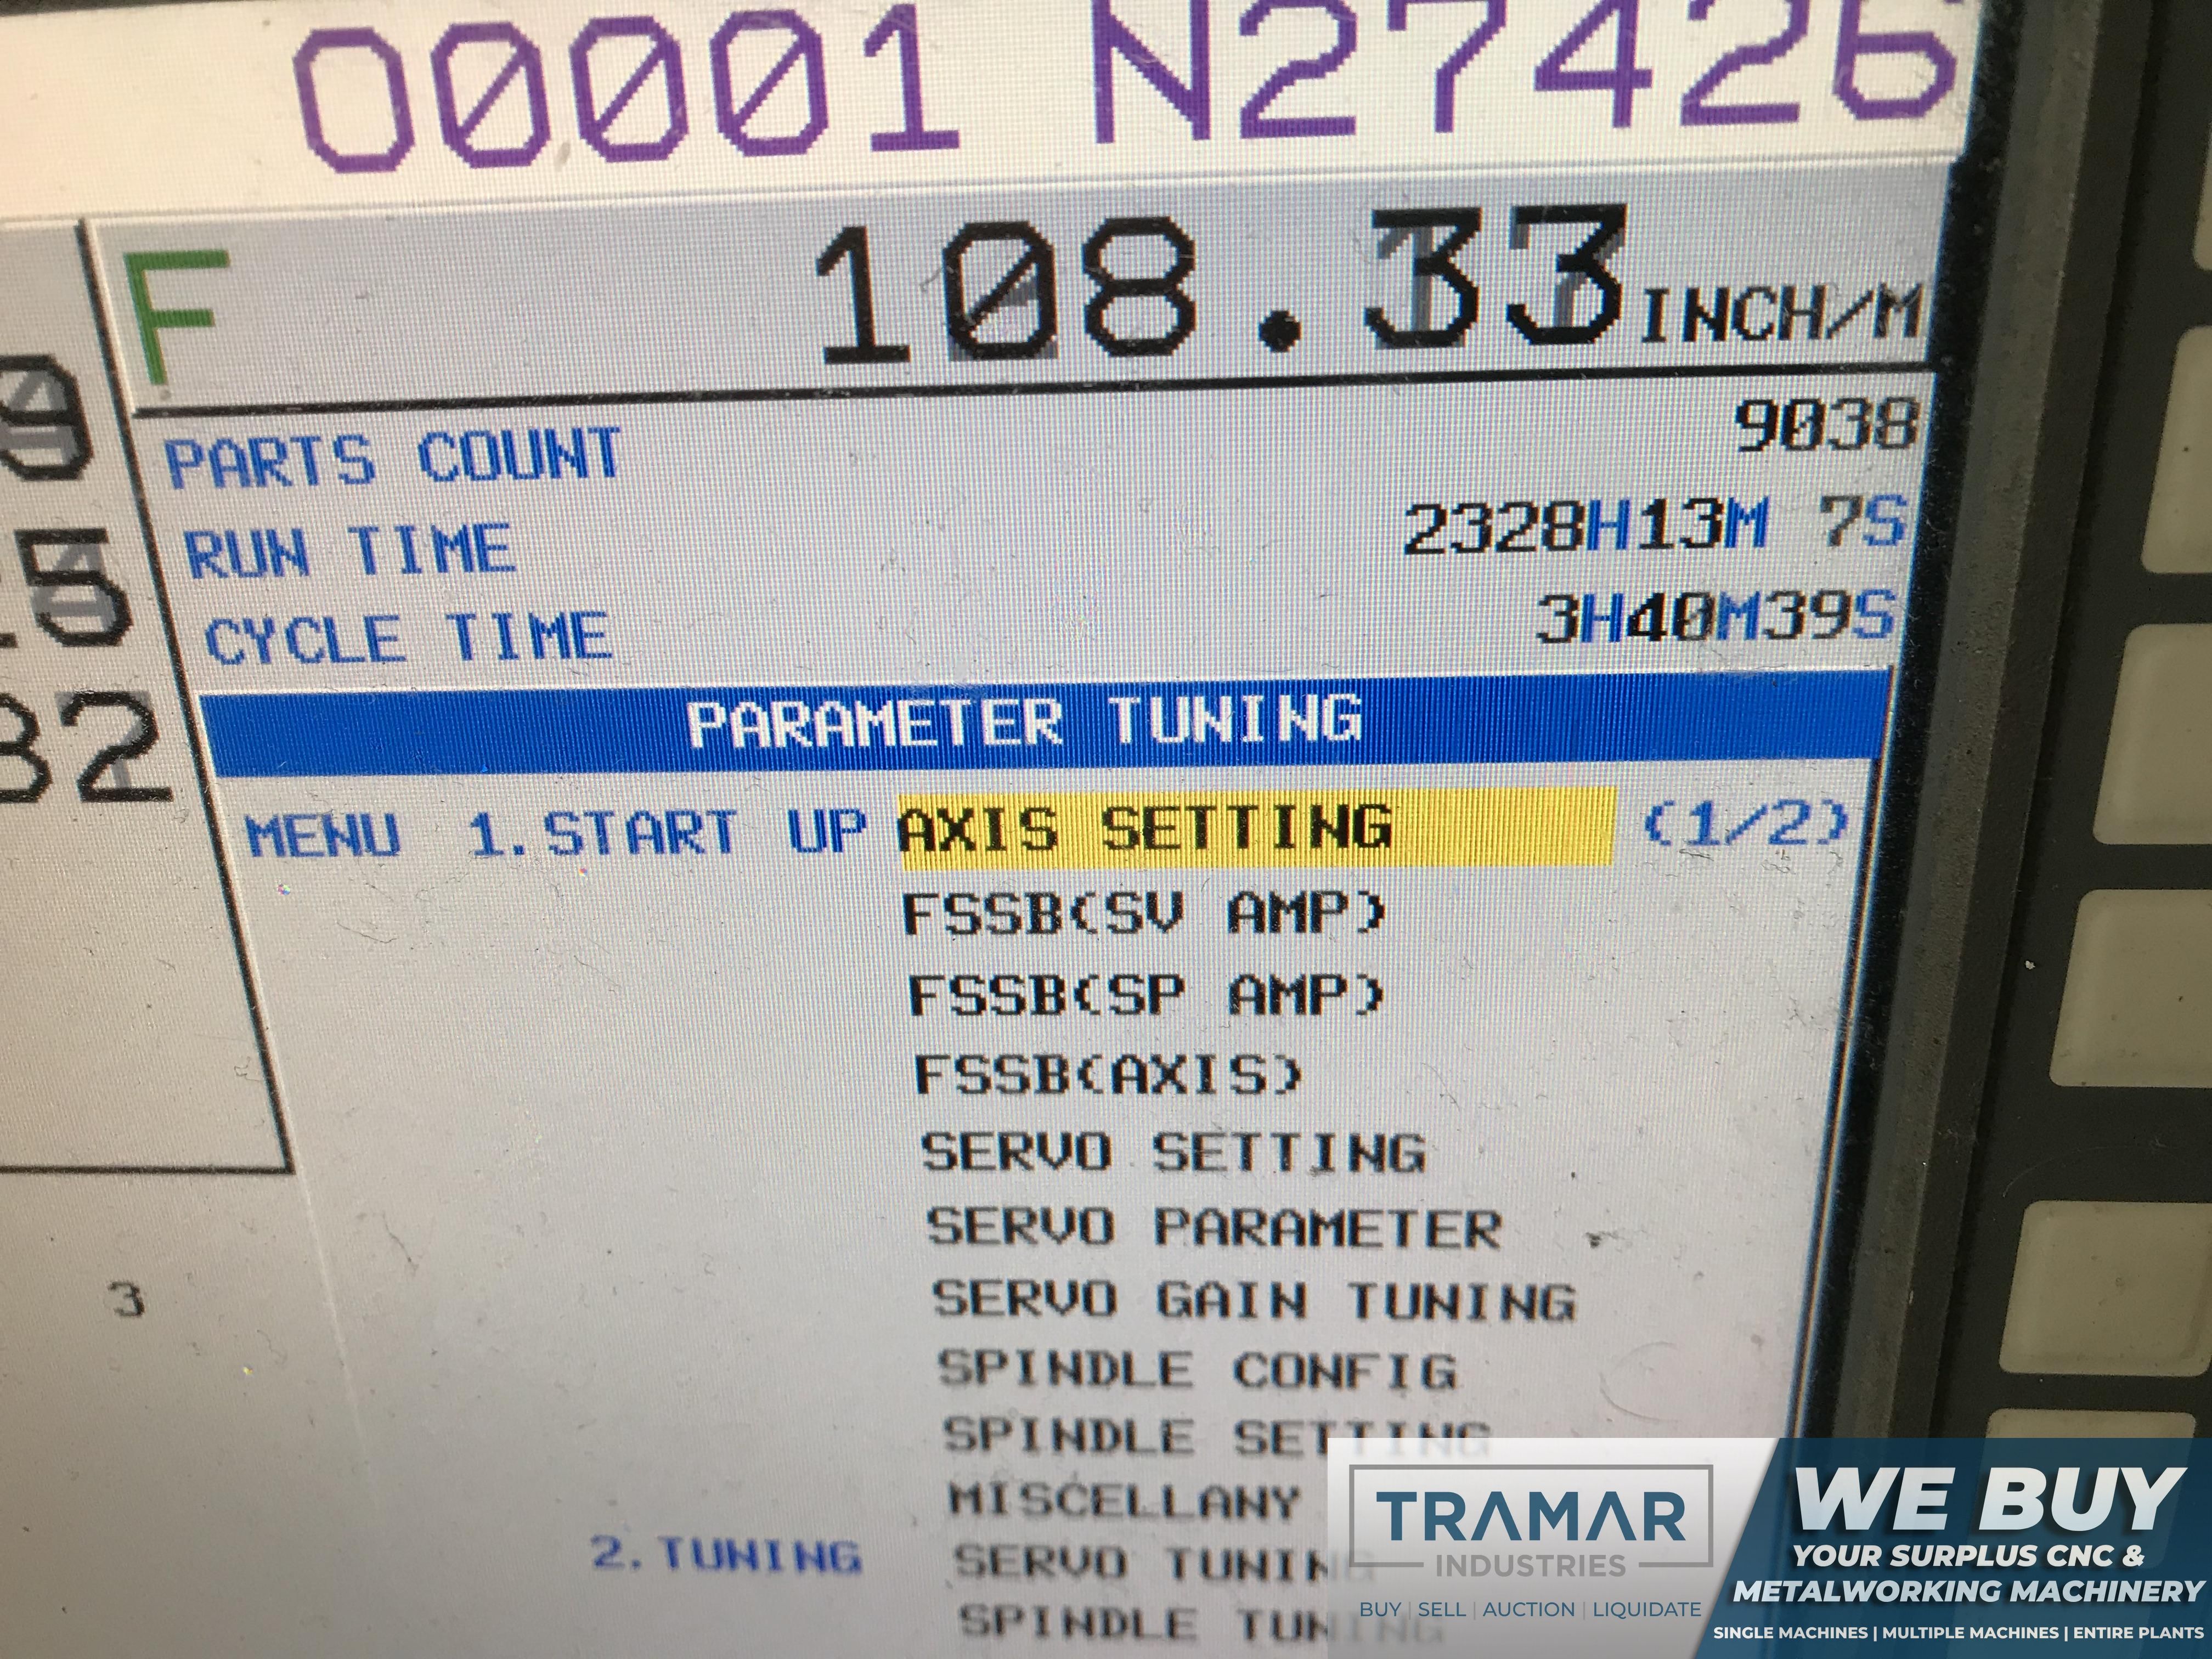 O0001 N27426
F 108.33 INCH/M
PARTS COUNT 9038
RUN TIME 2328H13M 7S
CYCLE TIME 3H40M39S
PARAMETER TUNING
MENU 1.START UP AXIS SETTING (1/2)
FSSB(SV AMP)
FSSB(SP AMP)
FSSB(AXIS)
SERVO SETTING
SERVO PARAMETER
SERVO GAIN TUNING
SPINDLE CONFIG
SPINDLE SETTING
MISCELLANY
2.TUNING SERVO TUNING
SPINDLE TUNING
3
TRAMAR
INDUSTRIES
BUY | SELL | AUCTION | LIQUIDATE
WE BUY
YOUR SURPLUS CNC &
METALWORKING MACHINERY
SINGLE MACHINES | MULTIPLE MACHINES | ENTIRE PLANTS